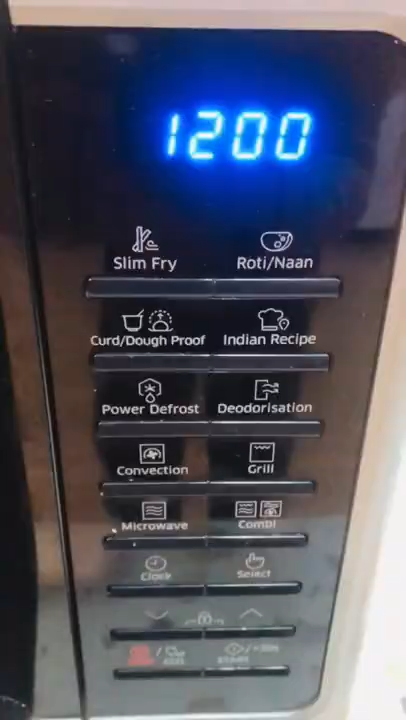 1200
Slim Fry Roti/Naan
Curd/Dough Proof Indian Recipe
Power Defrost Deodorisation
Convection Grill
Microwave Combi
Clock Select
START